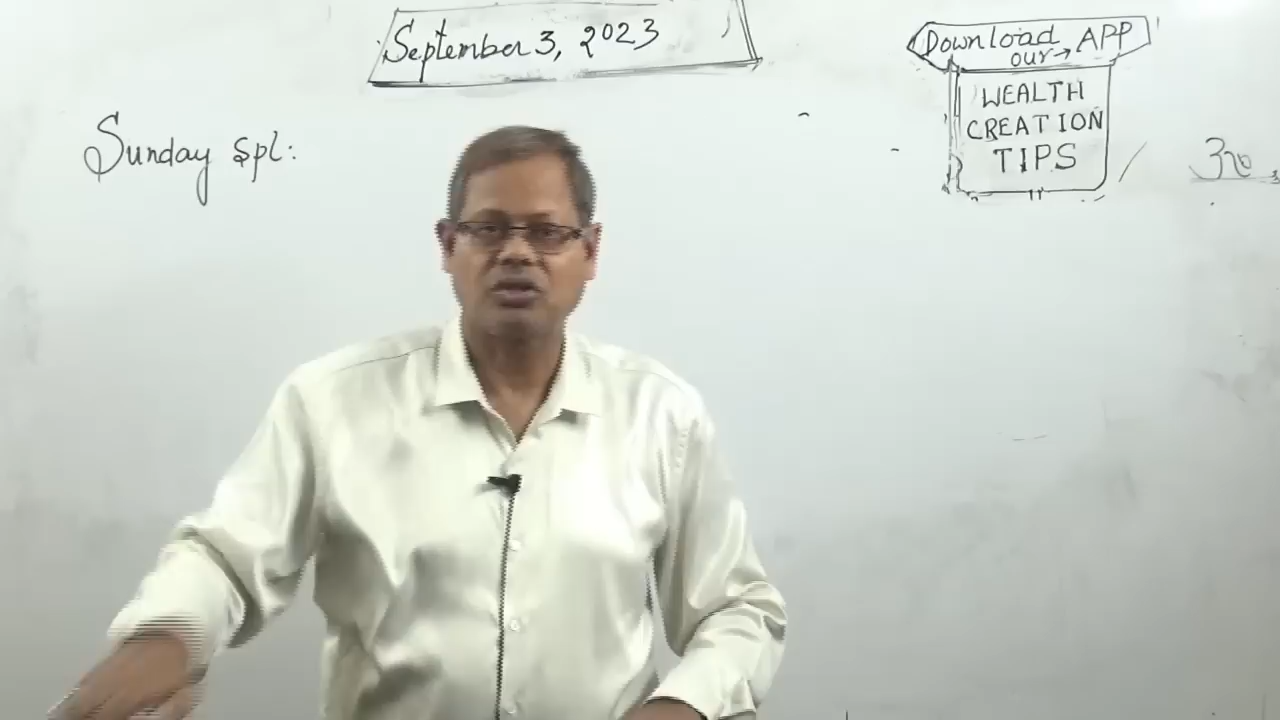 September 3, 2023
Download
our→ APP
WEALTH
CREATION
TIPS
Sunday Spl: